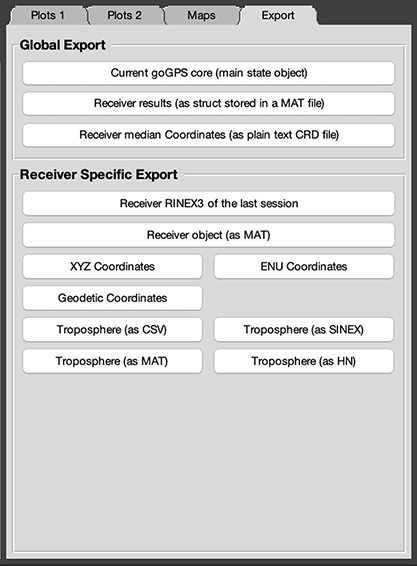 Plots 1 Plots 2 Maps Export
Global Export
Current goGPS core (main state object)
Receiver results (as struct stored in a MAT file)
Receiver median Coordinates (as plain text CRD file)
Receiver Specific Export
Receiver RINEX3 of the last session
Receiver object (as MAT)
XYZ Coordinates ENU Coordinates
Geodetic Coordinates
Troposphere (as CSV) Troposphere (as SINEX)
Troposphere (as MAT) Troposphere (as HN)